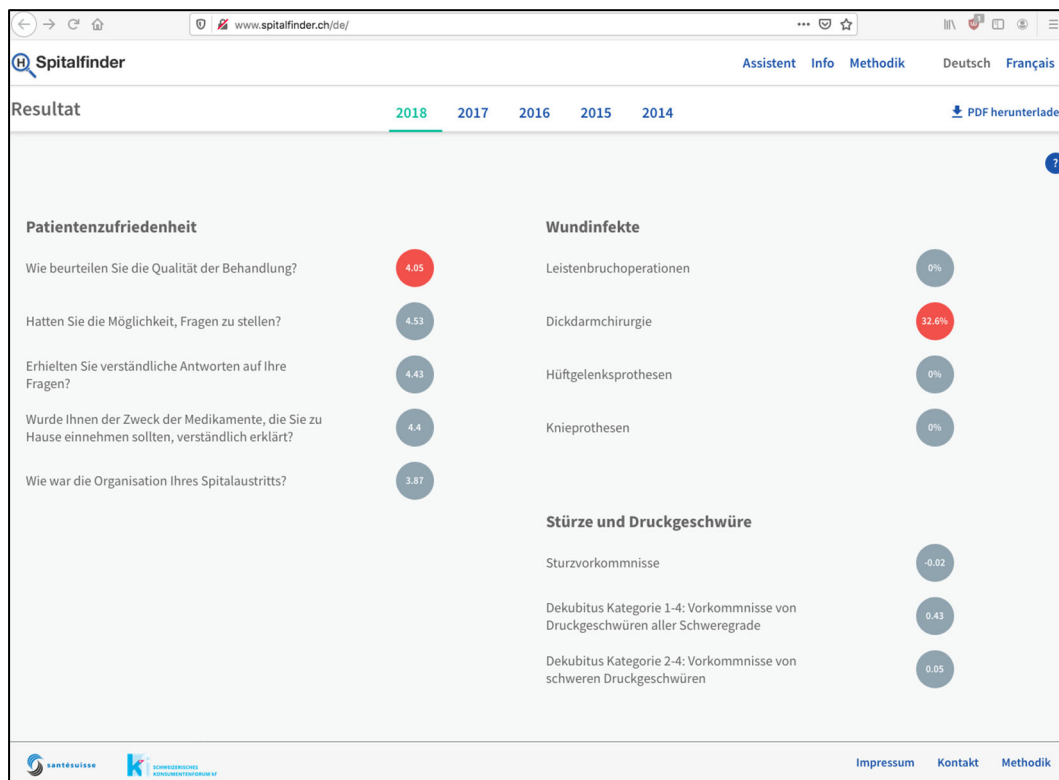 www.spitalfinder.ch/de/
H Spitalfinder
Assistent Info Methodik Deutsch Français
Resultat
2018 2017 2016 2015 2014
PDF herunterlade
?
Patientenzufriedenheit
Wie beurteilen Sie die Qualität der Behandlung?
4.05
Hatten Sie die Möglichkeit, Fragen zu stellen?
4.53
Erhielten Sie verständliche Antworten auf Ihre
Fragen?
4.43
Wurde Ihnen der Zweck der Medikamente, die Sie zu
Hause einnehmen sollten, verständlich erklärt?
4.4
Wie war die Organisation Ihres Spitalaustritts?
3.87
Wundinfekte
Leistenbruchoperationen
0%
Dickdarmchirurgie
32.6%
Hüftgelenksprothesen
0%
Knieprothesen
0%
Stürze und Druckgeschwüre
Sturzvorkommnisse
-0.02
Dekubitus Kategorie 1-4: Vorkommnisse von
Druckgeschwüren aller Schweregrade
0.43
Dekubitus Kategorie 2-4: Vorkommnisse von
schweren Druckgeschwüren
0.05
santésuisse
SCHWEIZERISCHES
KONSUMENTENFORUM kf
Impressum Kontakt Methodik